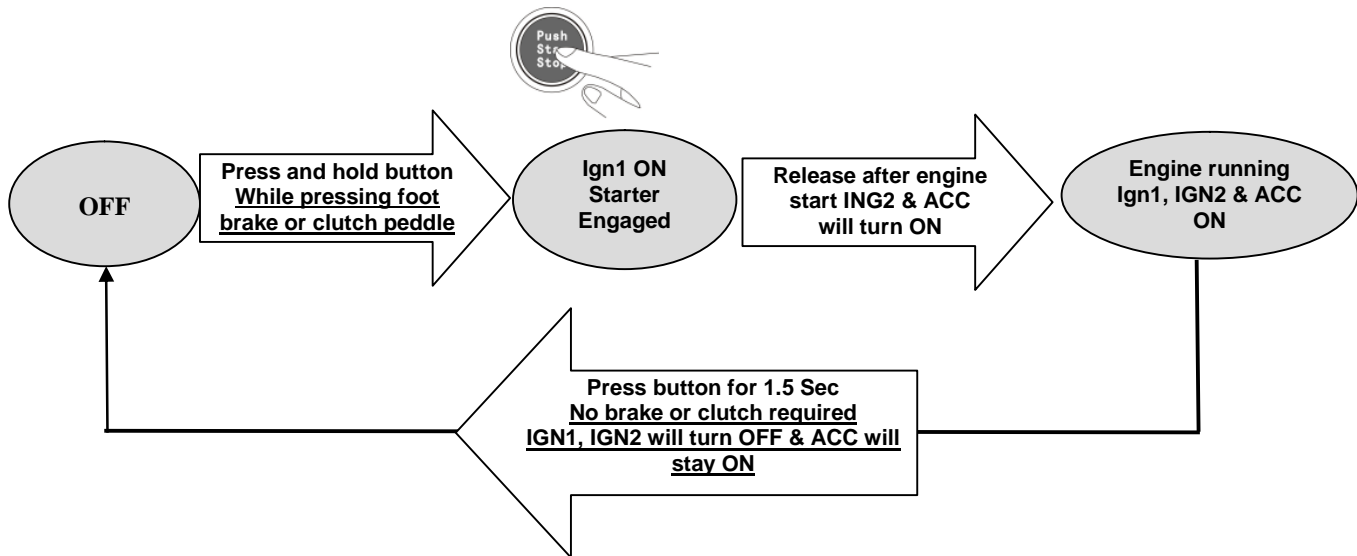 Push
Sta
Stop
OFF
Press and hold button
While pressing foot
brake or clutch peddle
Ign1 ON
Starter
Engaged
Release after engine
start ING2 & ACC
will turn ON
Engine running
Ign1, IGN2 & ACC
ON
Press button for 1.5 Sec
No brake or clutch required
IGN1, IGN2 will turn OFF & ACC will
stay ON